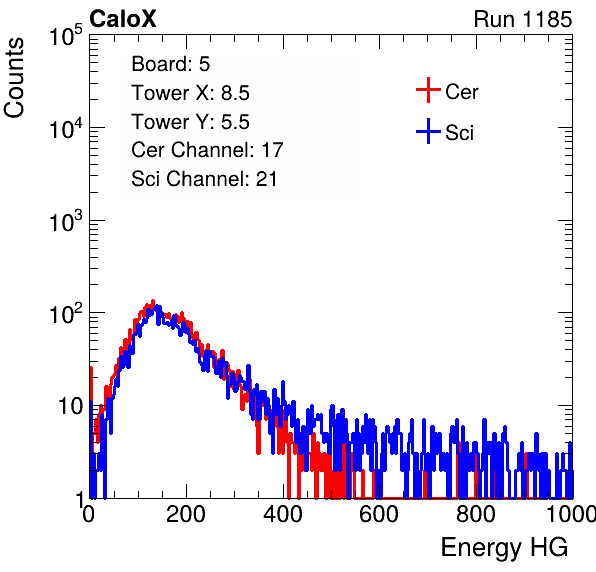 CaloX Run 1185
Counts
10^5
10^4
10^3
10^2
10
1
Board: 5
Tower X: 8.5
Tower Y: 5.5
Cer Channel: 17
Sci Channel: 21
Cer
Sci
0 200 400 600 800 1000
Energy HG